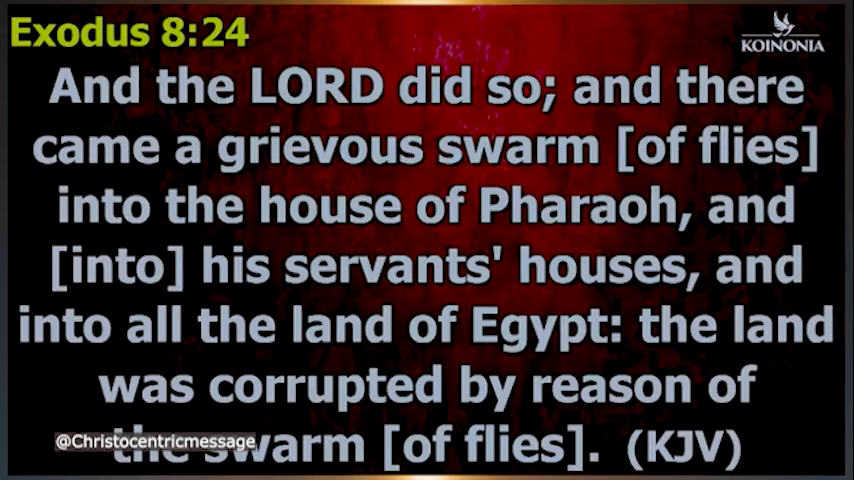 Exodus 8:24
KOINONIA
And the LORD did so; and there
came a grievous swarm [of flies]
into the house of Pharaoh, and
[into] his servants' houses, and
into all the land of Egypt: the land
was corrupted by reason of
the swarm [of flies]. (KJV)
@Christocentricmessage